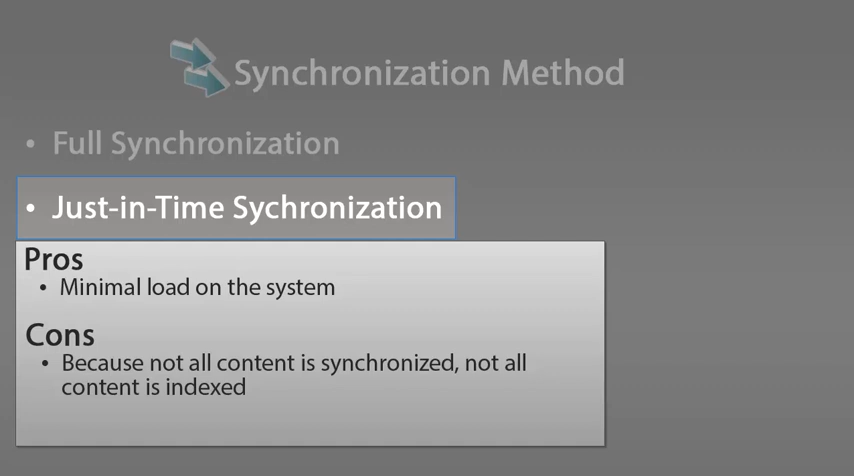 Synchronization Method
• Full Synchronization
• Just-in-Time Sychronization
Pros
• Minimal load on the system
Cons
• Because not all content is synchronized, not all
content is indexed